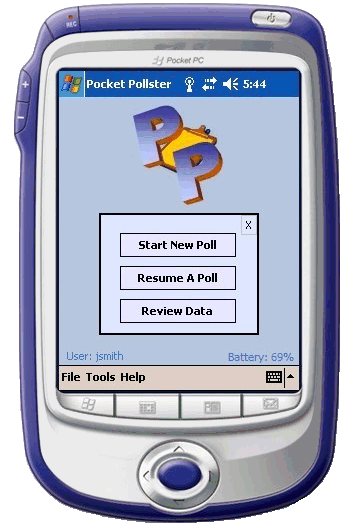 REC
Pocket PC
Pocket Pollster 5:44
PP
X
Start New Poll
Resume A Poll
Review Data
User: jsmith Battery: 69%
File Tools Help